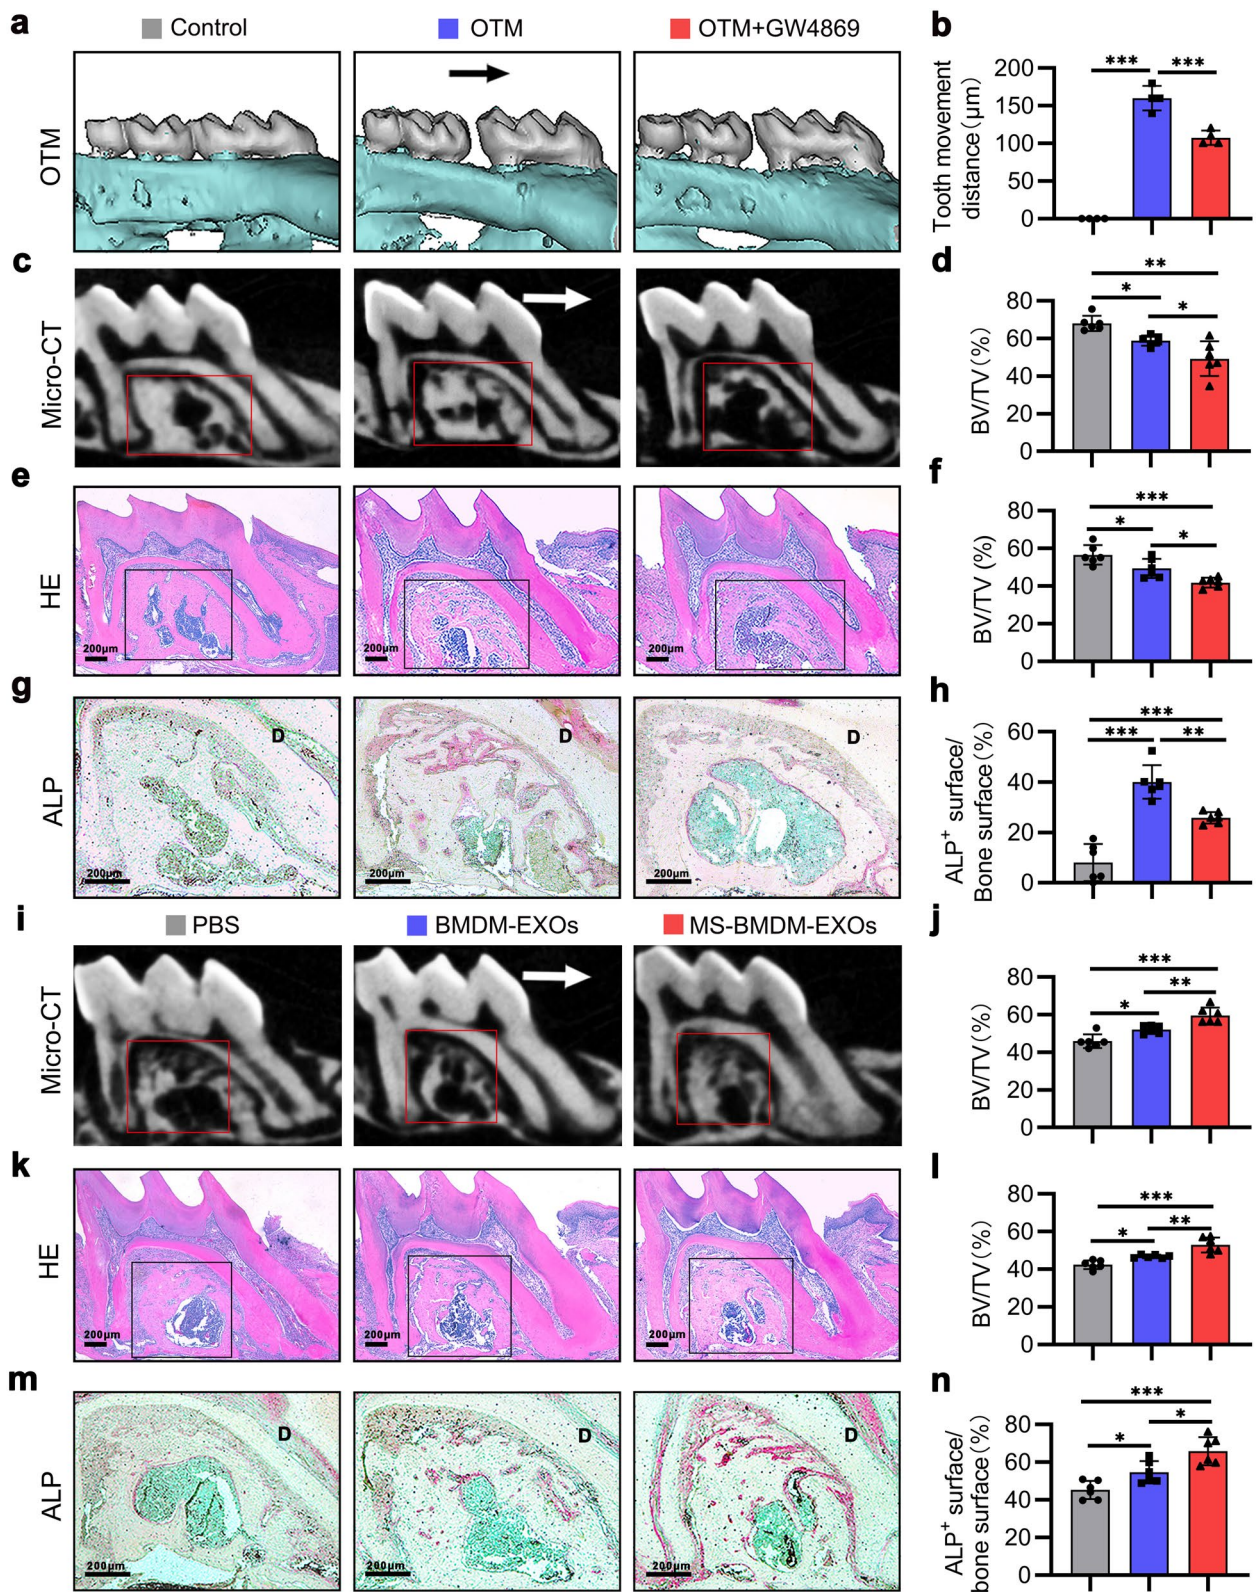 a
Control
OTM
OTM+GW4869
OTM
b
Tooth movement
distance (μm)
200
150
100
50
0
*** ***
c
Micro-CT
d
BV/TV (%)
80
60
40
20
0
**
*
*
e
HE
200μm
200μm
200μm
f
BV/TV (%)
80
60
40
20
0
***
*
*
g
ALP
D
D
D
200μm
200μm
200μm
h
ALP⁺ surface/
Bone surface (%)
60
40
20
0
***
*** **
i
PBS
BMDM-EXOs
MS-BMDM-EXOs
Micro-CT
j
BV/TV (%)
80
60
40
20
0
***
**
*
k
HE
200μm
200μm
200μm
l
BV/TV (%)
80
60
40
20
0
***
**
*
m
ALP
D
D
D
200μm
200μm
200μm
n
ALP⁺ surface/
bone surface (%)
80
60
40
20
0
***
*
*